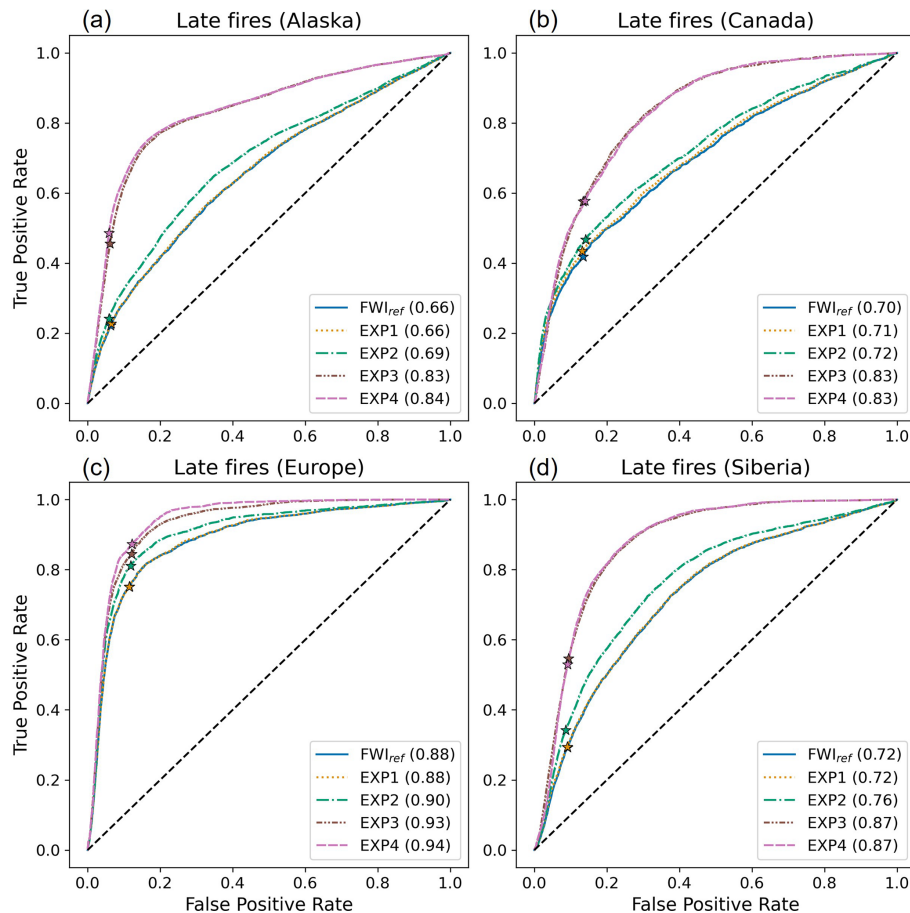 (a) Late fires (Alaska)
(b) Late fires (Canada)
True Positive Rate
1.0
0.8
0.6
0.4
0.2
0.0
FWIref (0.66)
EXP1 (0.66)
EXP2 (0.69)
EXP3 (0.83)
EXP4 (0.84)
0.0 0.2 0.4 0.6 0.8 1.0
1.0
0.8
0.6
0.4
0.2
0.0
FWIref (0.70)
EXP1 (0.71)
EXP2 (0.72)
EXP3 (0.83)
EXP4 (0.83)
0.0 0.2 0.4 0.6 0.8 1.0
(c) Late fires (Europe)
(d) Late fires (Siberia)
True Positive Rate
1.0
0.8
0.6
0.4
0.2
0.0
FWIref (0.88)
EXP1 (0.88)
EXP2 (0.90)
EXP3 (0.93)
EXP4 (0.94)
0.0 0.2 0.4 0.6 0.8 1.0
False Positive Rate
1.0
0.8
0.6
0.4
0.2
0.0
FWIref (0.72)
EXP1 (0.72)
EXP2 (0.76)
EXP3 (0.87)
EXP4 (0.87)
0.0 0.2 0.4 0.6 0.8 1.0
False Positive Rate